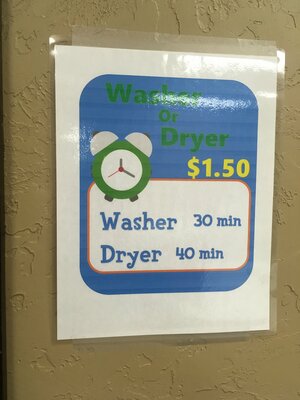 Washer
Or
Dryer
$1.50
Washer 30 min
Dryer 40 min